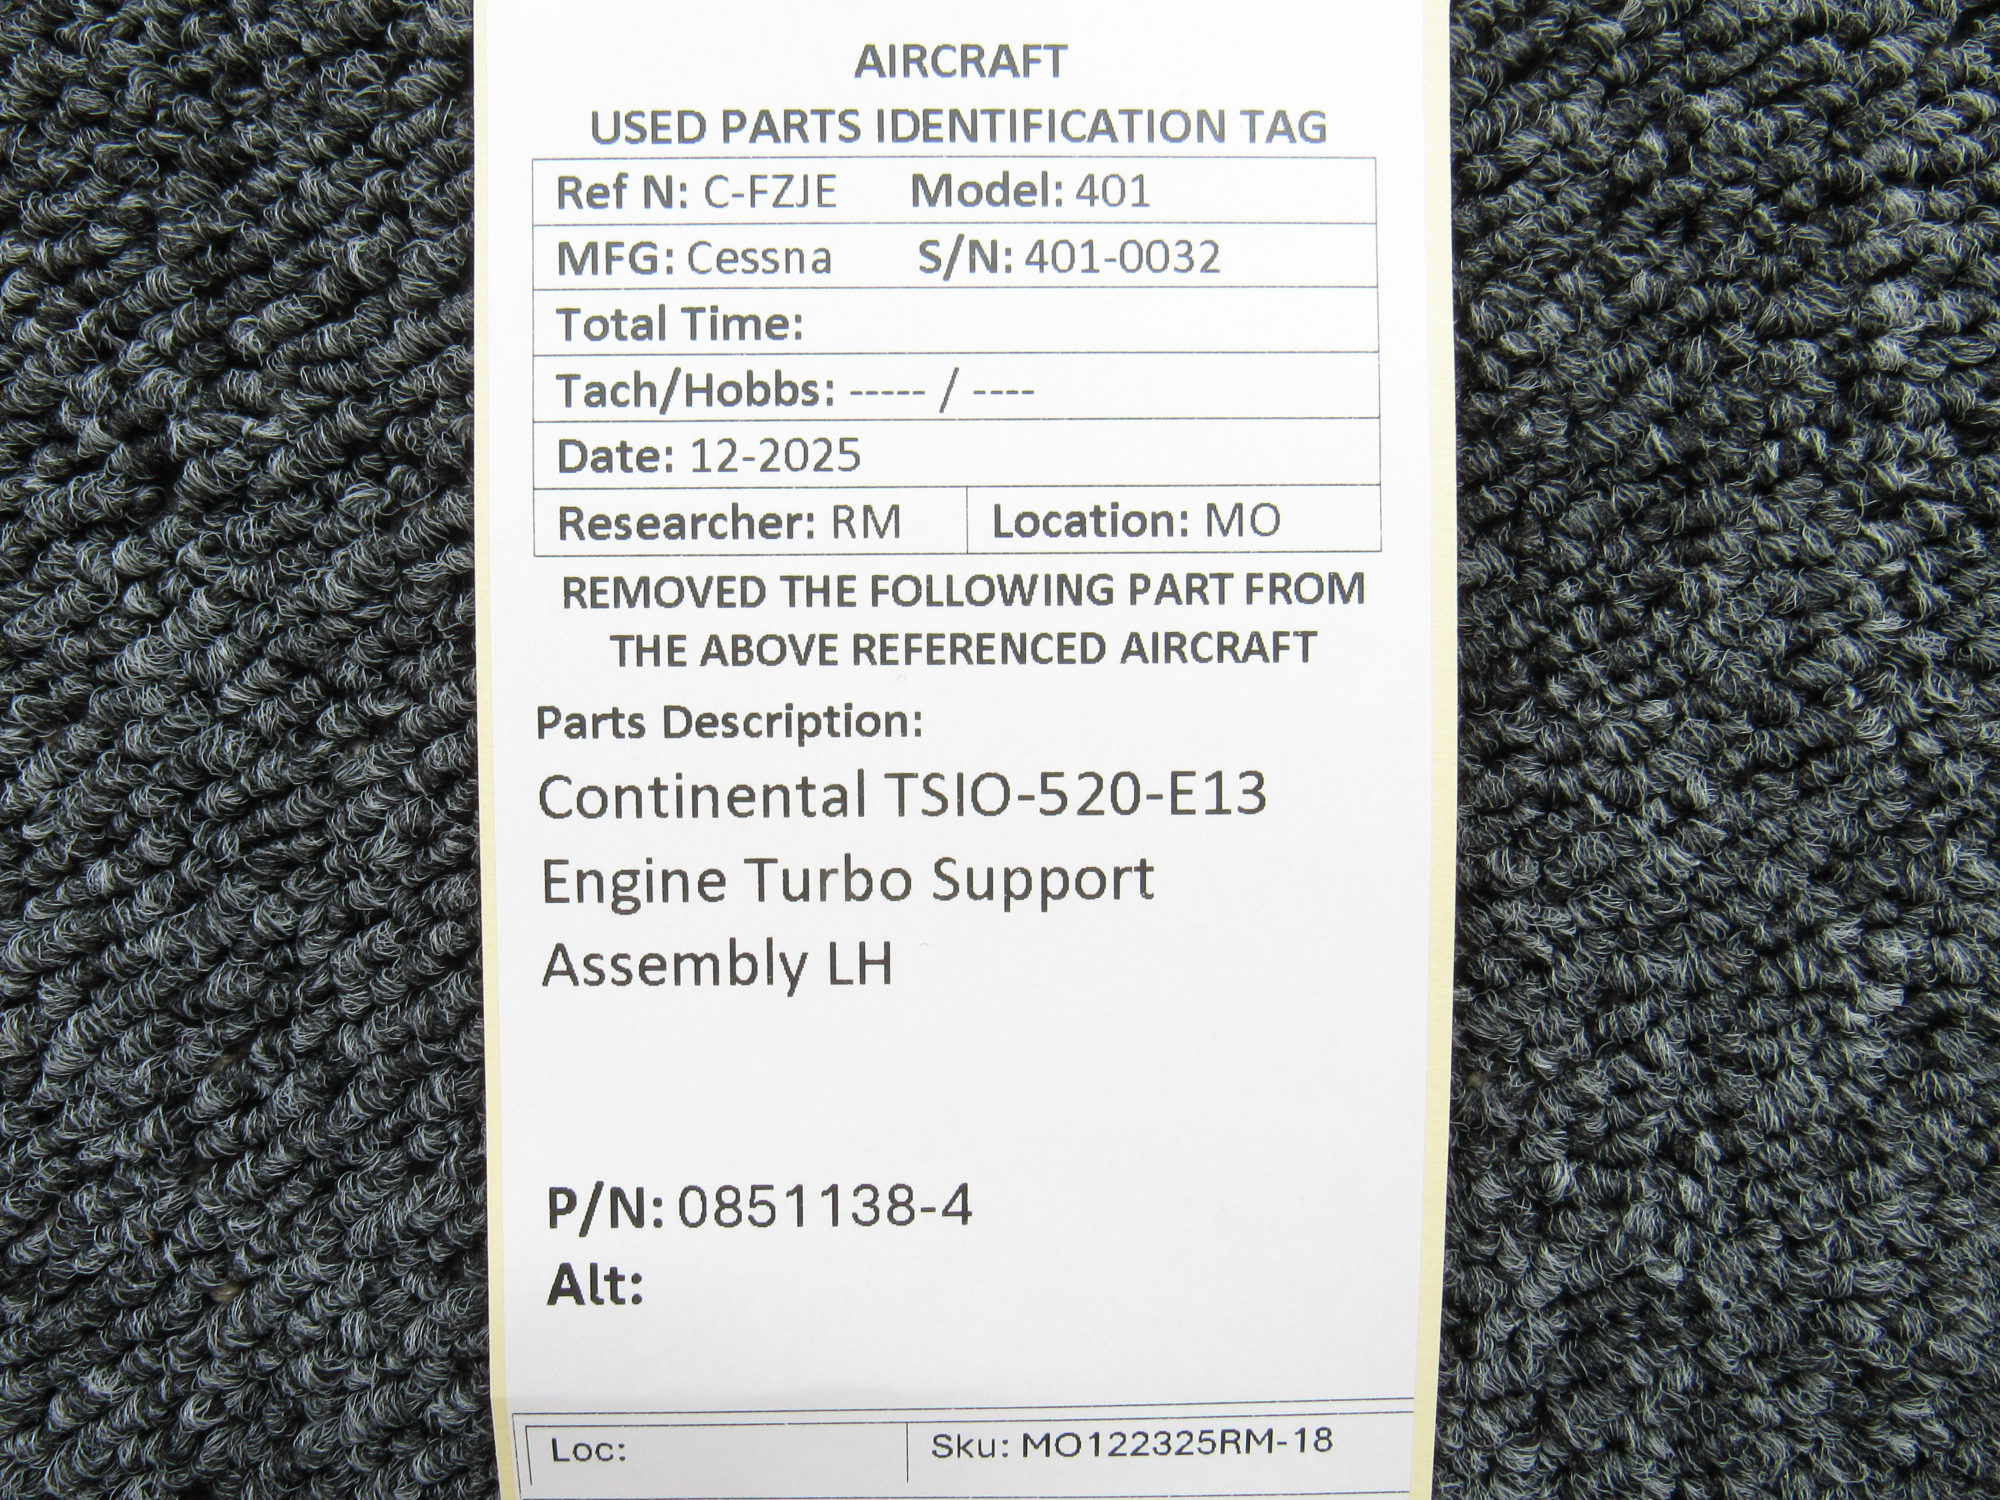 AIRCRAFT
USED PARTS IDENTIFICATION TAG
Ref N: C-FZJE Model: 401
MFG: Cessna S/N: 401-0032
Total Time:
Tach/Hobbs: ----- / ----
Date: 12-2025
Researcher: RM Location: MO
REMOVED THE FOLLOWING PART FROM
THE ABOVE REFERENCED AIRCRAFT
Parts Description:
Continental TSIO-520-E13
Engine Turbo Support
Assembly LH
P/N: 0851138-4
Alt:
Loc: Sku: MO122325RM-18